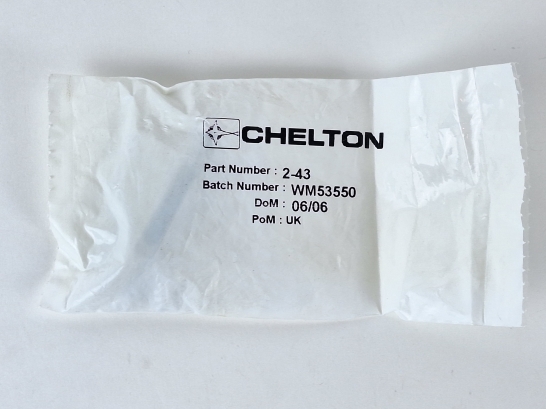 CHELTON
Part Number : 2-43
Batch Number : WM53550
DoM : 06/06
PoM : UK